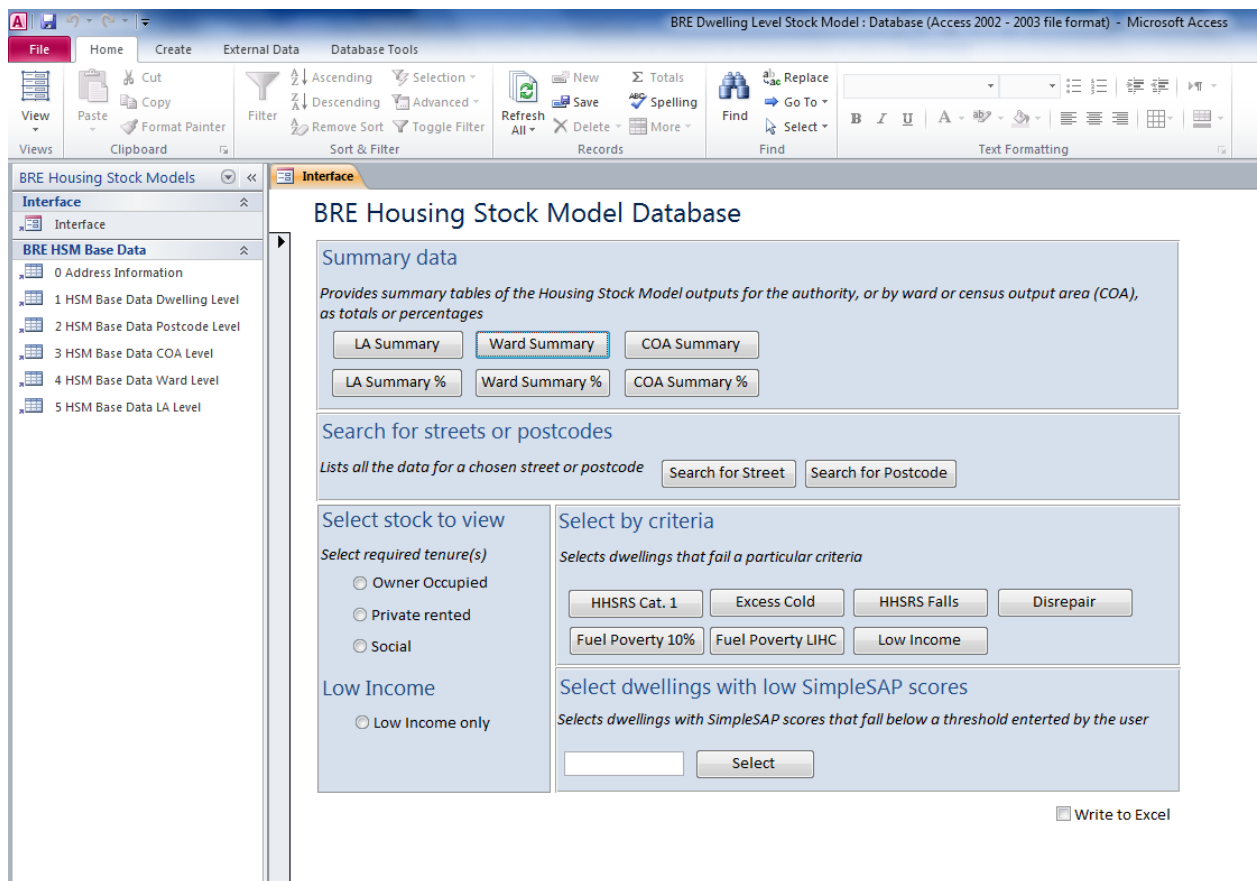 BRE Dwelling Level Stock Model : Database (Access 2002 - 2003 file format) - Microsoft Access
File Home Create External Data Database Tools
View
Views
Paste
Cut
Copy
Format Painter
Clipboard
Filter
Ascending
Descending
Remove Sort
Selection
Advanced
Toggle Filter
Sort & Filter
Refresh
All
New
Save
Delete
Totals
Spelling
More
Records
Find
Replace
Go To
Select
Find
B I U A
Text Formatting
BRE Housing Stock Models
Interface
Interface
BRE HSM Base Data
0 Address Information
1 HSM Base Data Dwelling Level
2 HSM Base Data Postcode Level
3 HSM Base Data COA Level
4 HSM Base Data Ward Level
5 HSM Base Data LA Level
Interface
BRE Housing Stock Model Database
Summary data
Provides summary tables of the Housing Stock Model outputs for the authority, or by ward or census output area (COA),
as totals or percentages
LA Summary Ward Summary COA Summary
LA Summary % Ward Summary % COA Summary %
Search for streets or postcodes
Lists all the data for a chosen street or postcode Search for Street Search for Postcode
Select stock to view
Select required tenure(s)
Owner Occupied
Private rented
Social
Low Income
Low Income only
Select by criteria
Selects dwellings that fail a particular criteria
HHSRS Cat. 1 Excess Cold HHSRS Falls Disrepair
Fuel Poverty 10% Fuel Poverty LIHC Low Income
Select dwellings with low SimpleSAP scores
Selects dwellings with SimpleSAP scores that fall below a threshold enterted by the user
Select
Write to Excel